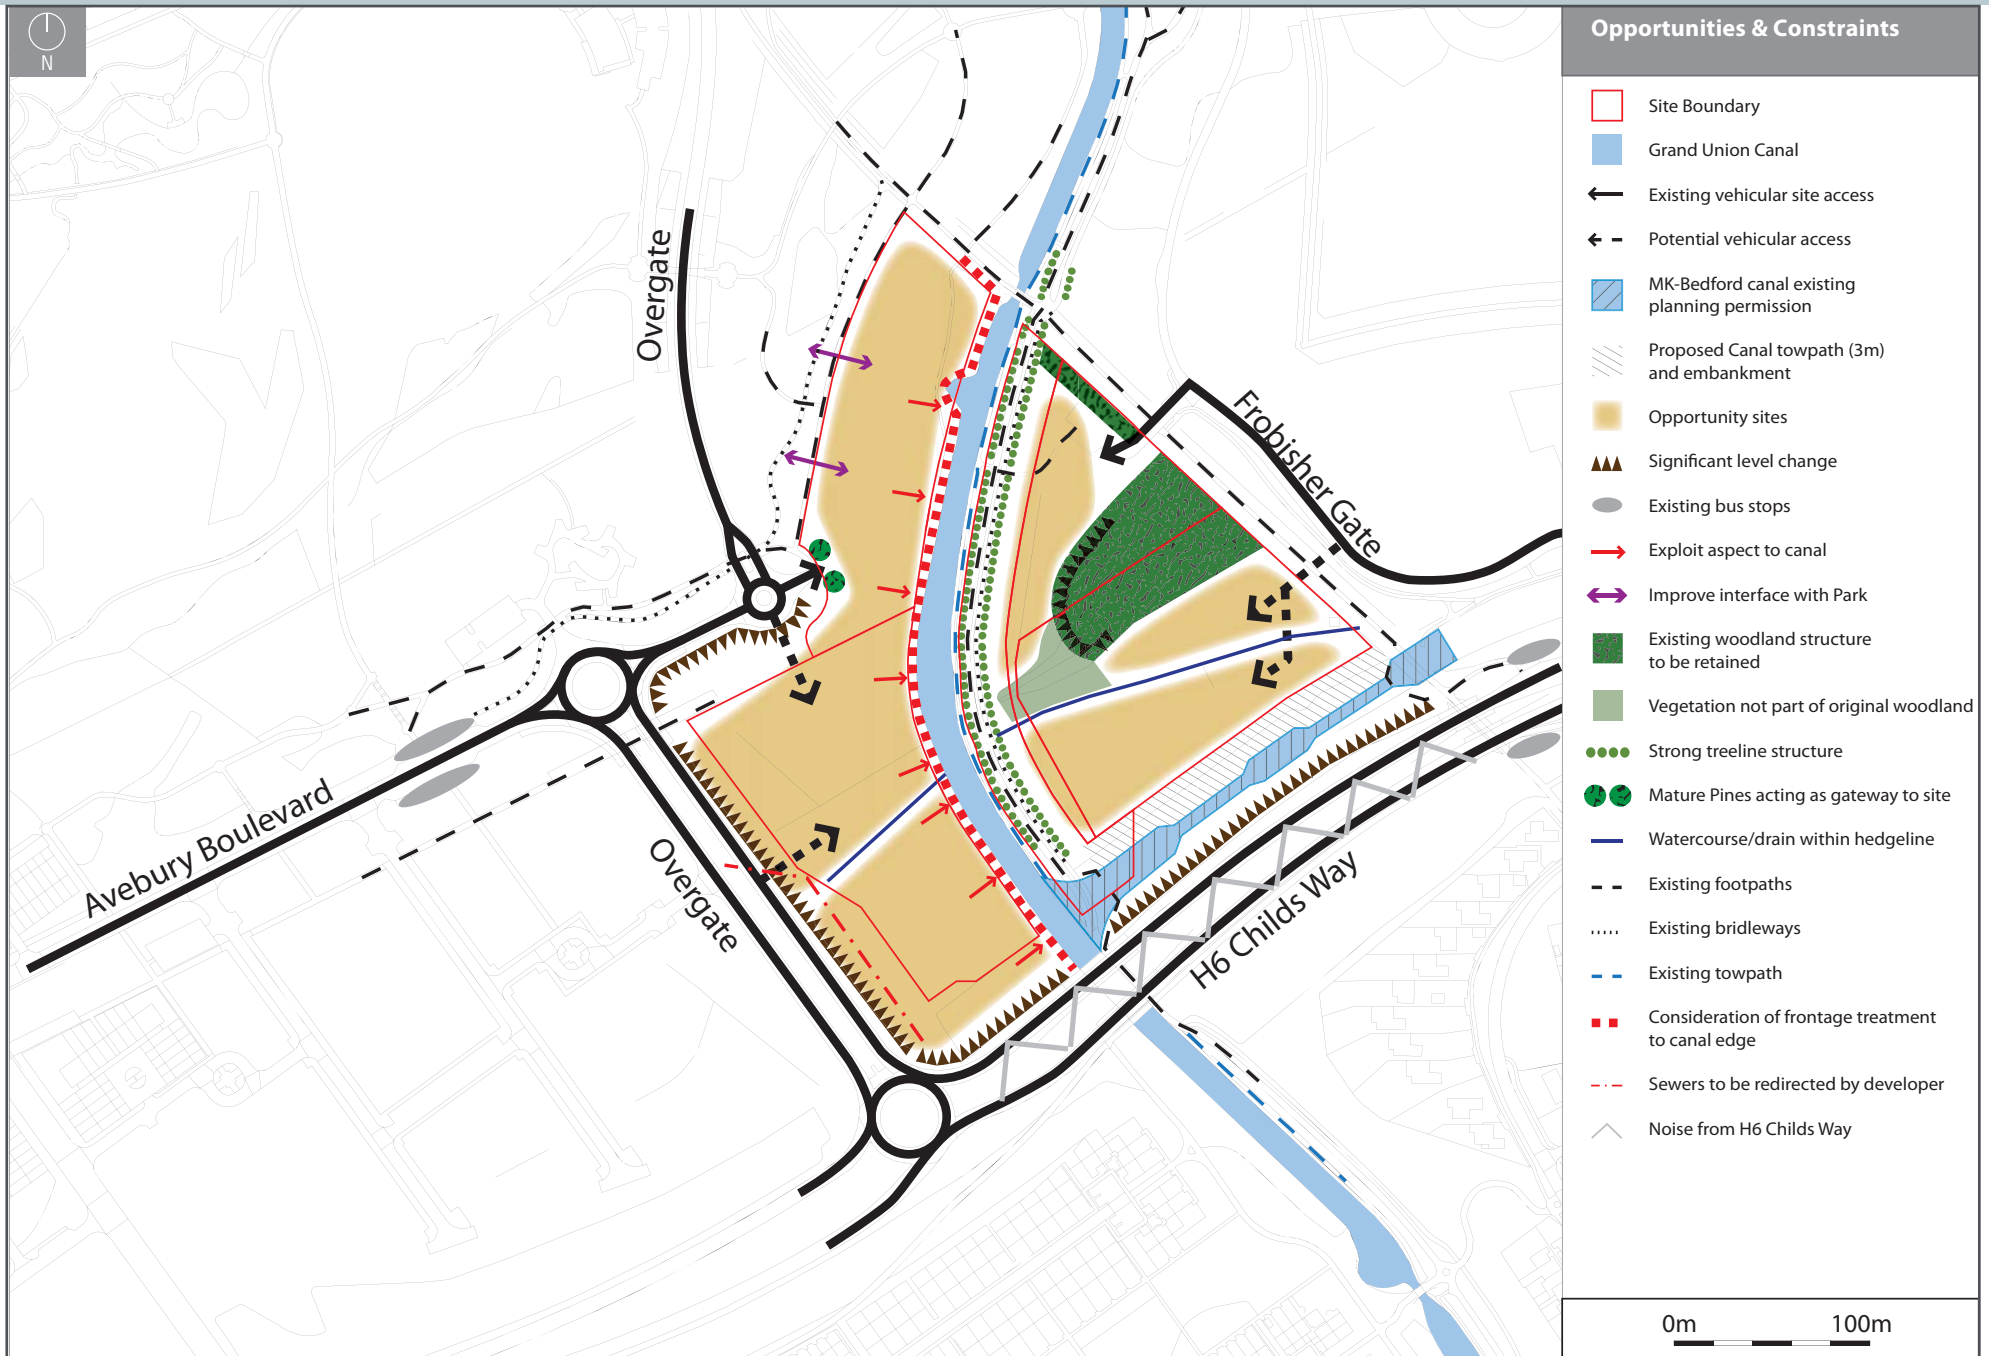 N
Overgate
Frobisher Gate
Avebury Boulevard
Overgate
H6 Childs Way
Opportunities & Constraints
Site Boundary
Grand Union Canal
Existing vehicular site access
Potential vehicular access
MK-Bedford canal existing
planning permission
Proposed Canal towpath (3m)
and embankment
Opportunity sites
Significant level change
Existing bus stops
Exploit aspect to canal
Improve interface with Park
Existing woodland structure
to be retained
Vegetation not part of original woodland
Strong treeline structure
Mature Pines acting as gateway to site
Watercourse/drain within hedgeline
Existing footpaths
Existing bridleways
Existing towpath
Consideration of frontage treatment
to canal edge
Sewers to be redirected by developer
Noise from H6 Childs Way
0m 100m